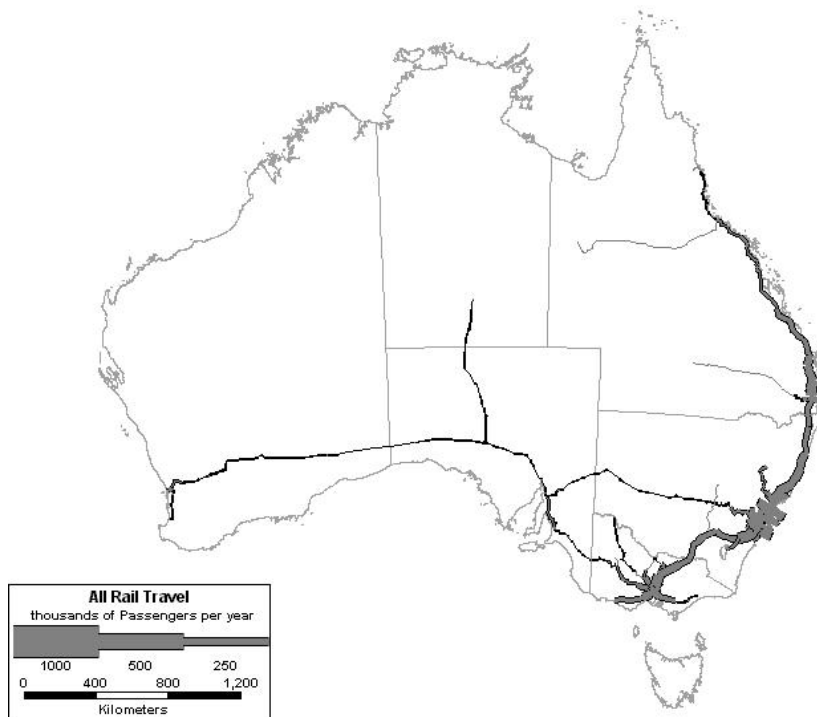 All Rail Travel
thousands of Passengers per year
1000 500 250
0 400 800 1,200
Kilometers